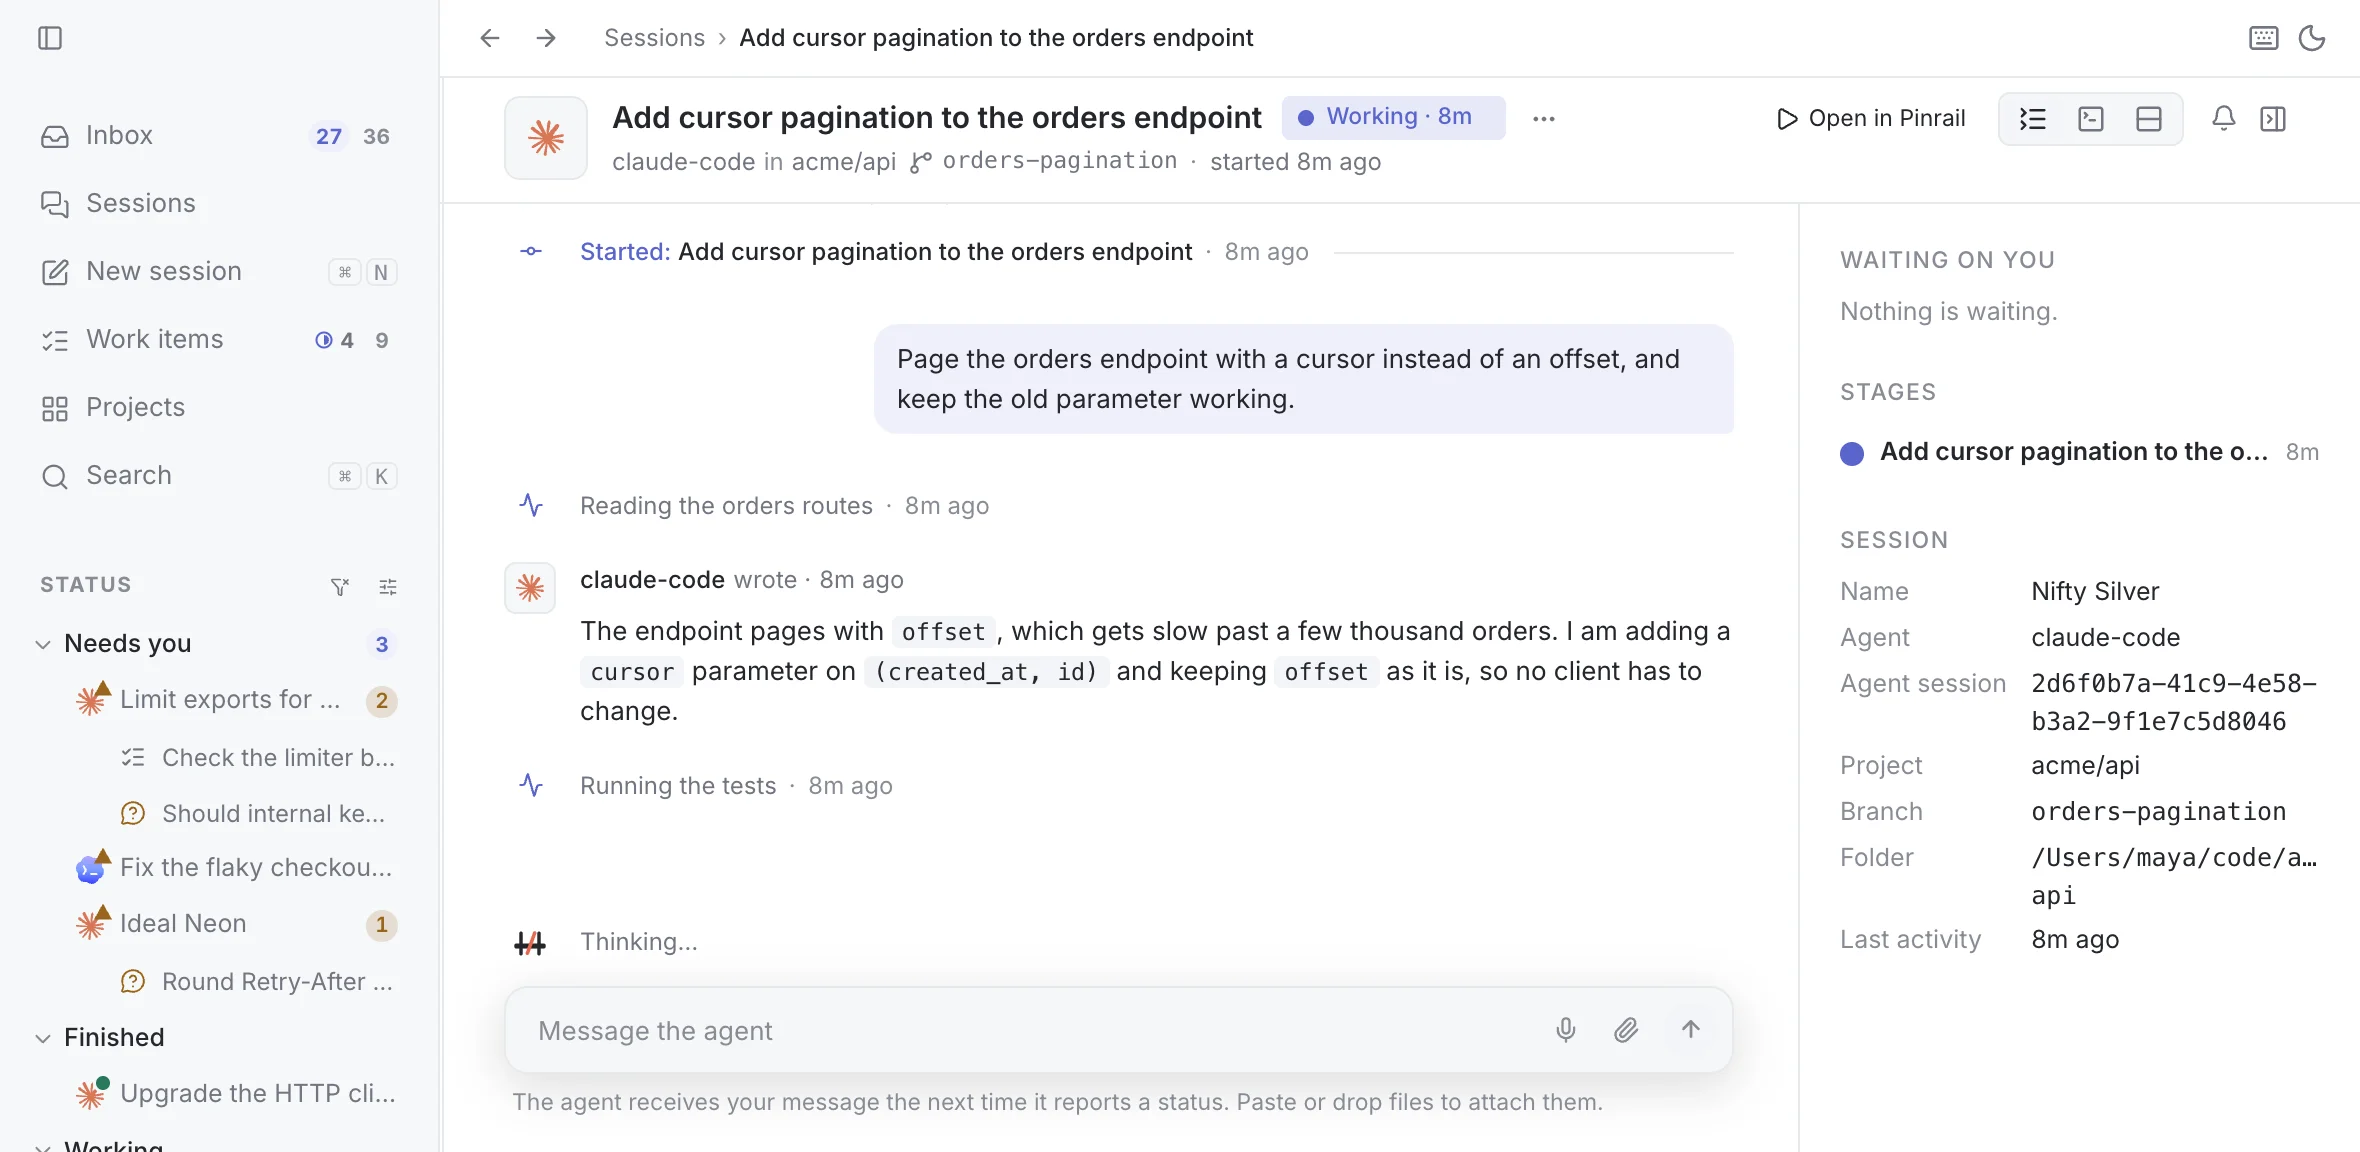 Sessions › Add cursor pagination to the orders endpoint
Inbox 27 36
Sessions
New session ⌘ N
Work items 4 9
Projects
Search ⌘ K
STATUS
Needs you 3
Limit exports for ... 2
Check the limiter b...
Should internal ke...
Fix the flaky checkou...
Ideal Neon 1
Round Retry-After ...
Finished
Upgrade the HTTP cli...
Working
Add cursor pagination to the orders endpoint Working · 8m
claude-code in acme/api orders-pagination · started 8m ago
Open in Pinrail
Started: Add cursor pagination to the orders endpoint · 8m ago
Page the orders endpoint with a cursor instead of an offset, and
keep the old parameter working.
Reading the orders routes · 8m ago
claude-code wrote · 8m ago
The endpoint pages with offset, which gets slow past a few thousand orders. I am adding a
cursor parameter on (created_at, id) and keeping offset as it is, so no client has to
change.
Running the tests · 8m ago
Thinking...
Message the agent
The agent receives your message the next time it reports a status. Paste or drop files to attach them.
WAITING ON YOU
Nothing is waiting.
STAGES
Add cursor pagination to the o... 8m
SESSION
Name Nifty Silver
Agent claude-code
Agent session 2d6f0b7a-41c9-4e58-
b3a2-9f1e7c5d8046
Project acme/api
Branch orders-pagination
Folder /Users/maya/code/a…
api
Last activity 8m ago